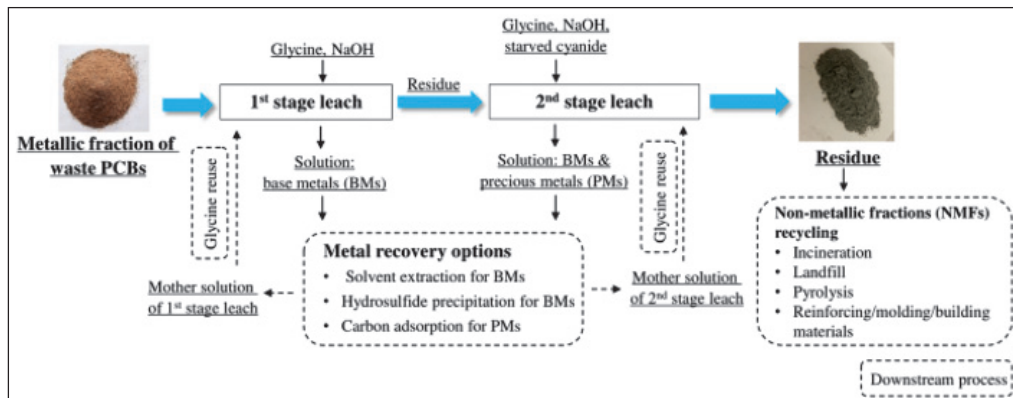 Glycine, NaOH
Glycine, NaOH,
starved cyanide
1st stage leach
Residue
2nd stage leach
Metallic fraction of
waste PCBs
Residue
Glycine reuse
Solution:
base metals (BMs)
Solution: BMs &
precious metals (PMs)
Glycine reuse
Metal recovery options
• Solvent extraction for BMs
• Hydrosulfide precipitation for BMs
• Carbon adsorption for PMs
Mother solution
of 1st stage leach
Mother solution
of 2nd stage leach
Non-metallic fractions (NMFs)
recycling
• Incineration
• Landfill
• Pyrolysis
• Reinforcing/molding/building
materials
Downstream process